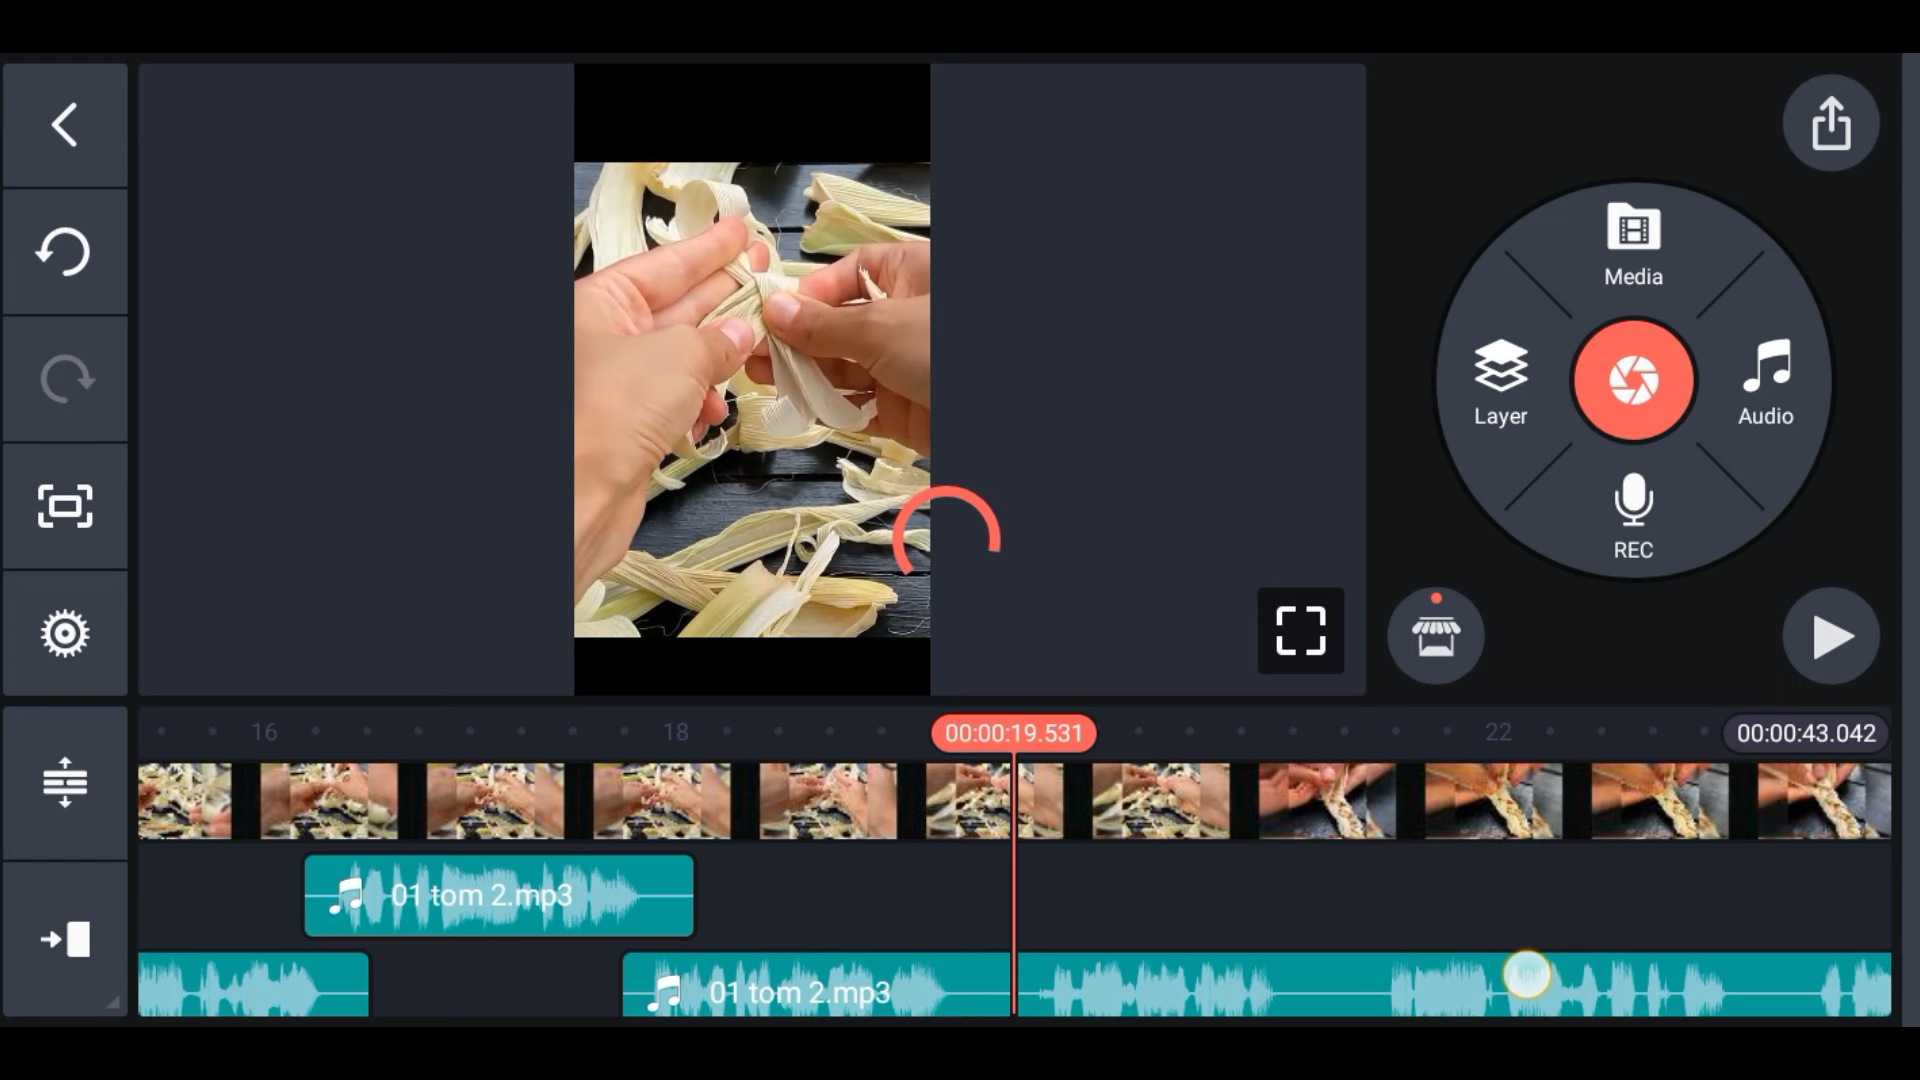 Media
Layer
Audio
REC
16
18
00:00:19.531
22
00:00:43.042
01 tom 2.mp3
01 tom 2.mp3